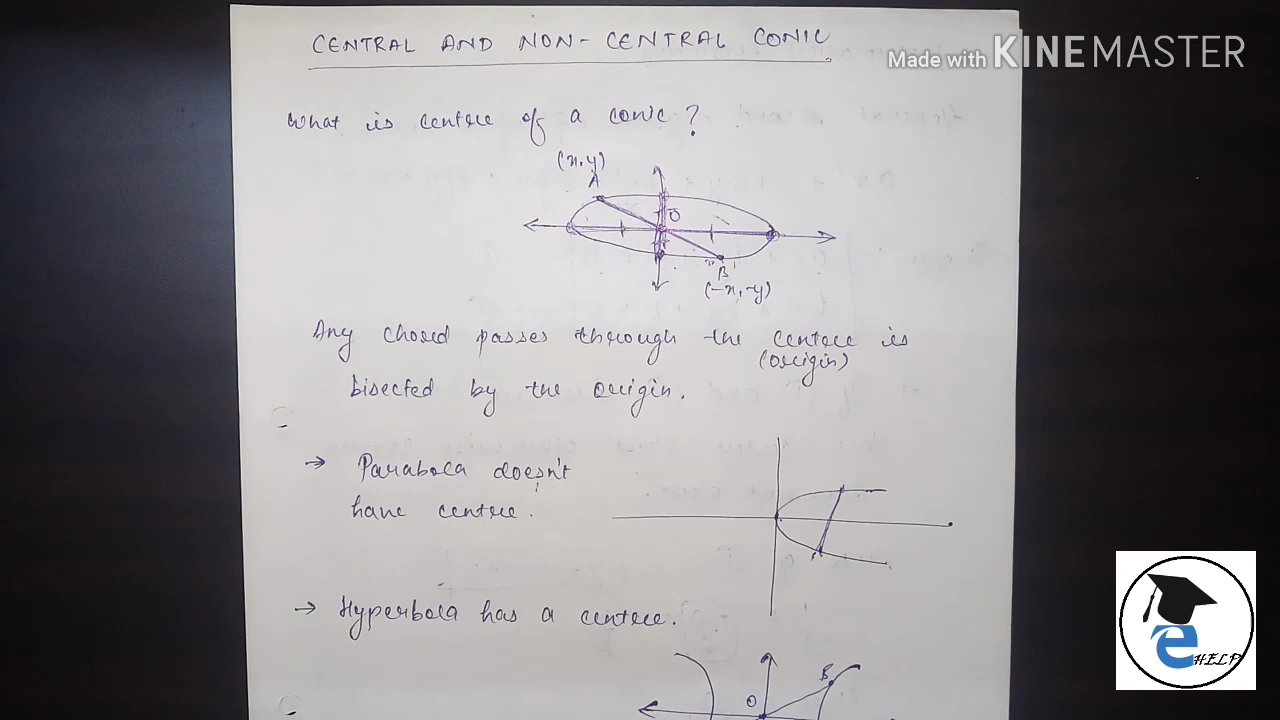 CENTRAL AND NON-CENTRAL CONIC
Made with KINEMASTER
What is centre of a conic?
(x,y)
A
O
B
(-x,-y)
Any chord passes through the centre is
(origin)
bisected by the origin.
→ Parabola doesn't
have centre.
→ Hyperbola has a centre.
B
O
e HELP